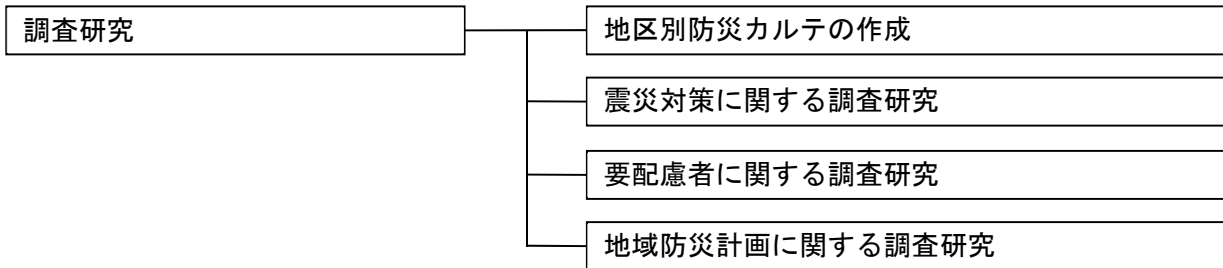 調査研究
地区別防災カルテの作成
震災対策に関する調査研究
要配慮者に関する調査研究
地域防災計画に関する調査研究